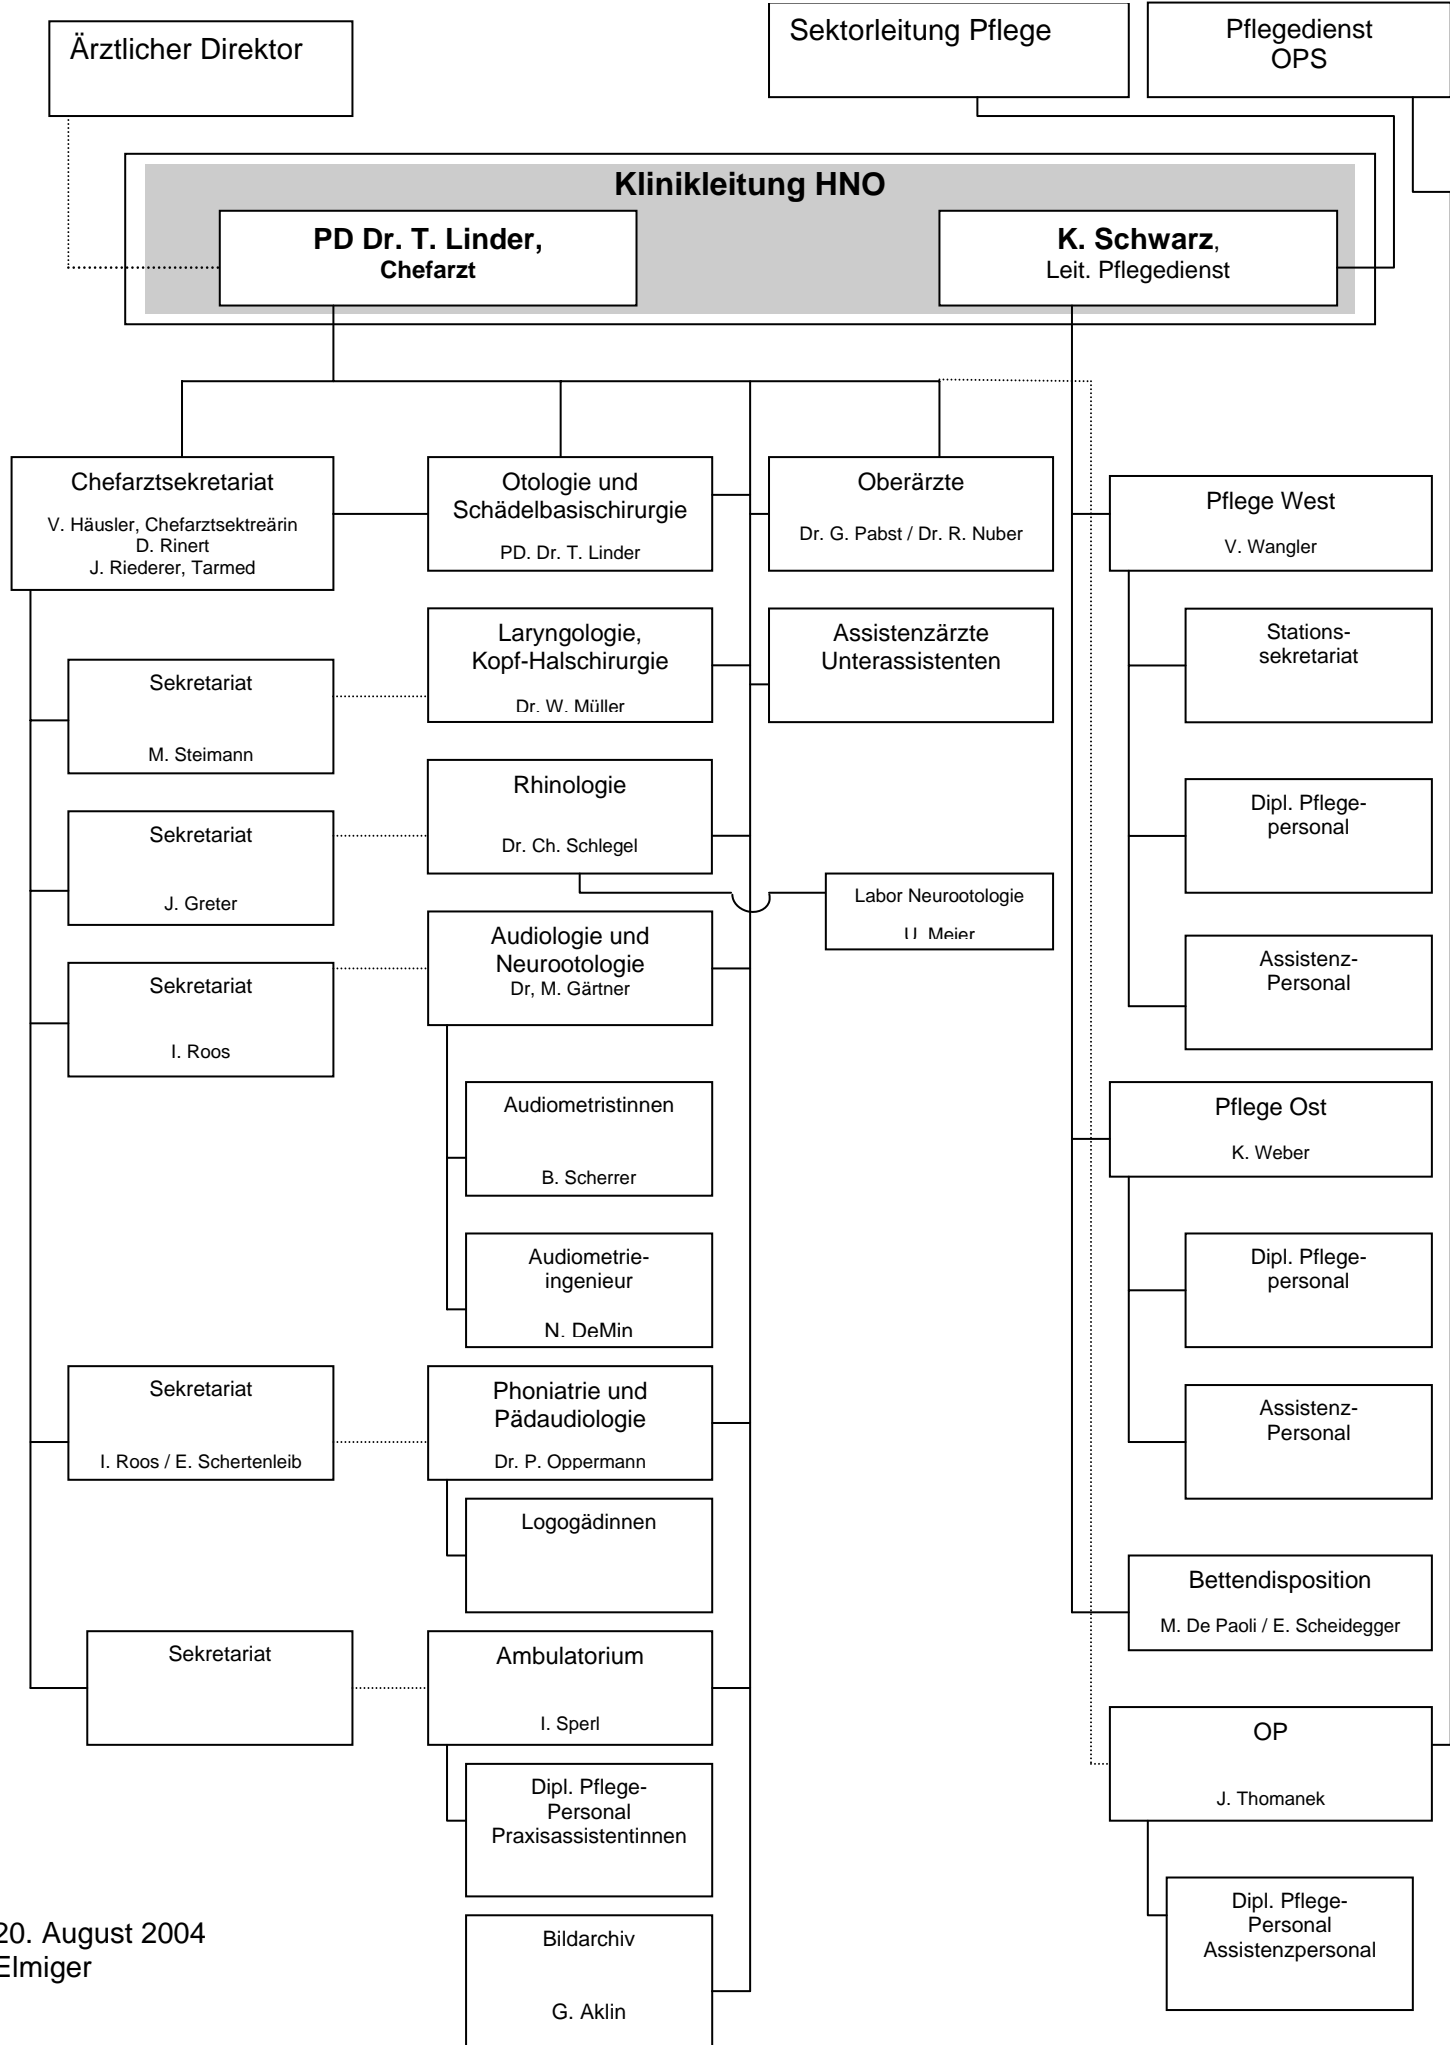 Ärztlicher Direktor
Sektorleitung Pflege
Pflegedienst
OPS
Klinikleitung HNO
PD Dr. T. Linder,
Chefarzt
K. Schwarz,
Leit. Pflegedienst
Chefarztsekretariat
V. Häusler, Chefarztsektreärin
D. Rinert
J. Riederer, Tarmed
Otologie und
Schädelbasischirurgie
PD. Dr. T. Linder
Oberärzte
Dr. G. Pabst / Dr. R. Nuber
Pflege West
V. Wangler
Sekretariat
M. Steimann
Laryngologie,
Kopf-Halschirurgie
Dr. W. Müller
Assistenzärzte
Unterassistenten
Stations-
sekretariat
Sekretariat
J. Greter
Rhinologie
Dr. Ch. Schlegel
Dipl. Pflege-
personal
Labor Neurootologie
U. Meier
Sekretariat
I. Roos
Audiologie und
Neurootologie
Dr, M. Gärtner
Assistenz-
Personal
Audiometristinnen
B. Scherrer
Pflege Ost
K. Weber
Audiometrie-
ingenieur
N. DeMin
Dipl. Pflege-
personal
Sekretariat
I. Roos / E. Schertenleib
Phoniatrie und
Pädaudiologie
Dr. P. Oppermann
Assistenz-
Personal
Logogädinnen
Bettendisposition
M. De Paoli / E. Scheidegger
Sekretariat
Ambulatorium
I. Sperl
OP
J. Thomanek
Dipl. Pflege-
Personal
Praxisassistentinnen
Dipl. Pflege-
Personal
Assistenzpersonal
Bildarchiv
G. Aklin
20. August 2004
Elmiger